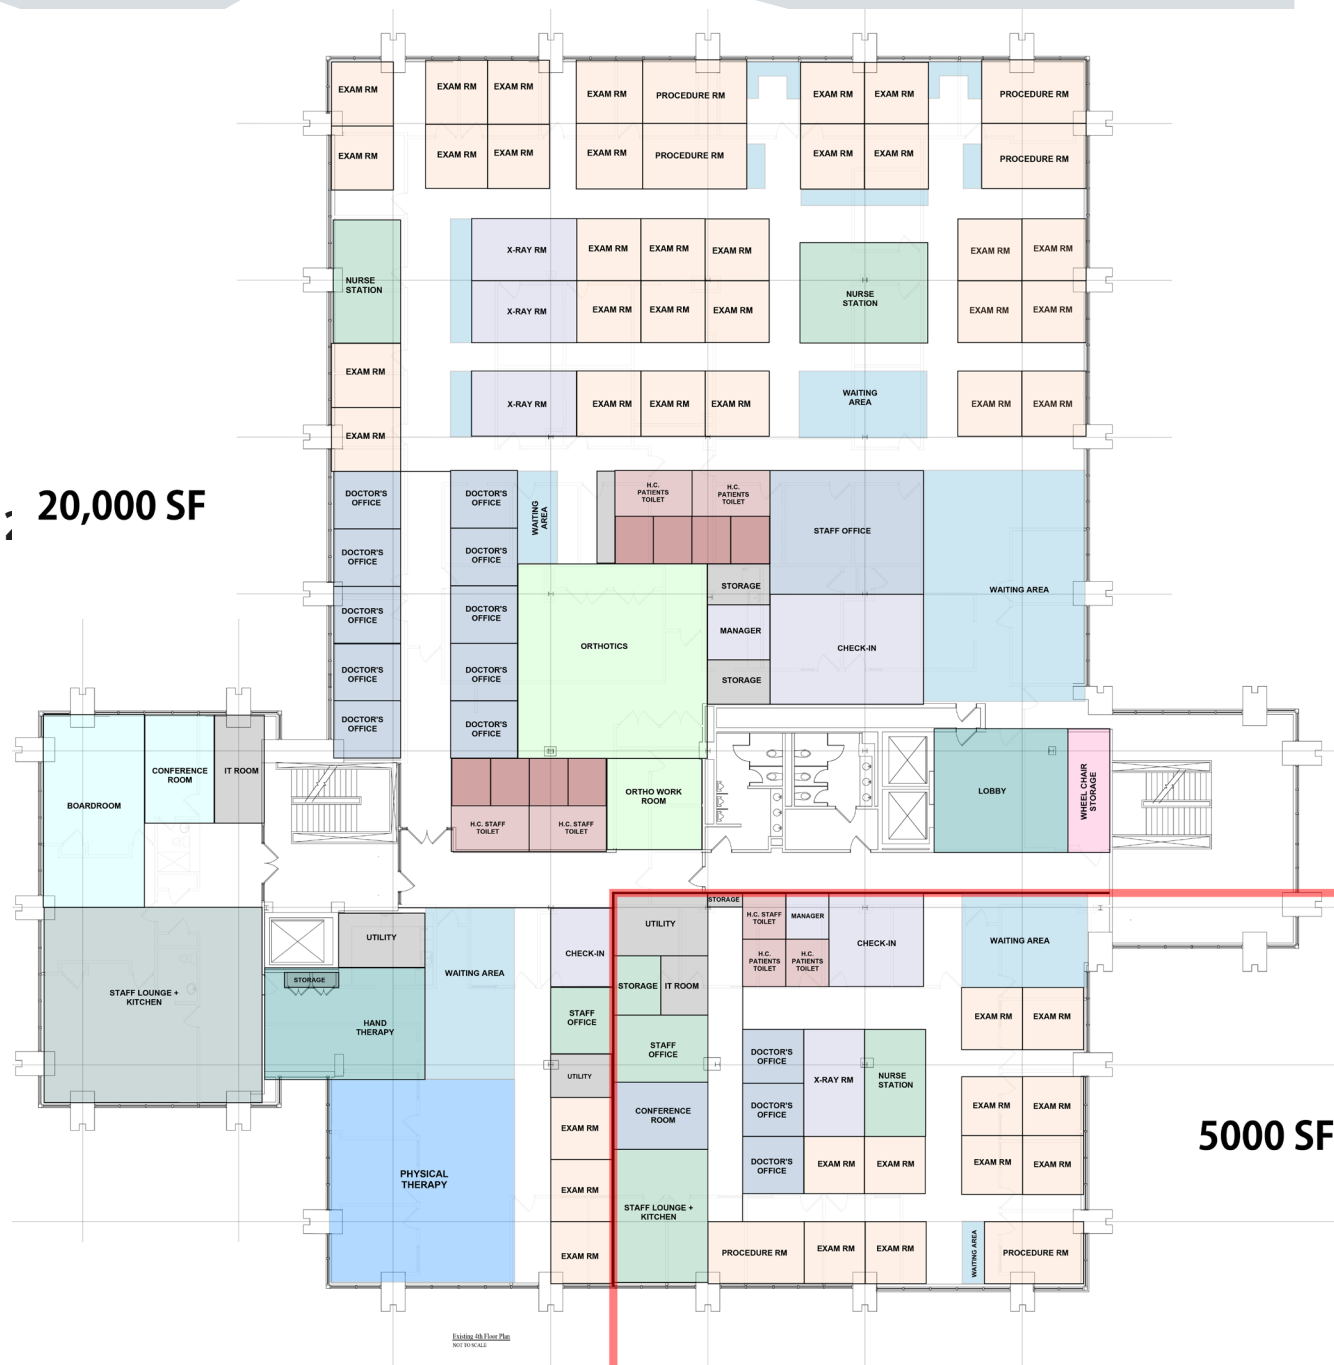 EXAM RM
EXAM RM
EXAM RM
EXAM RM
PROCEDURE RM
EXAM RM
EXAM RM
PROCEDURE RM
EXAM RM
EXAM RM
EXAM RM
EXAM RM
PROCEDURE RM
EXAM RM
EXAM RM
PROCEDURE RM
NURSE
STATION
X-RAY RM
EXAM RM
EXAM RM
EXAM RM
NURSE
STATION
EXAM RM
EXAM RM
X-RAY RM
EXAM RM
EXAM RM
EXAM RM
EXAM RM
EXAM RM
EXAM RM
EXAM RM
X-RAY RM
EXAM RM
EXAM RM
EXAM RM
WAITING
AREA
EXAM RM
EXAM RM
20,000 SF
DOCTOR'S
OFFICE
DOCTOR'S
OFFICE
WAITING
AREA
H.C.
PATIENTS
TOILET
H.C.
PATIENTS
TOILET
STAFF OFFICE
WAITING AREA
DOCTOR'S
OFFICE
DOCTOR'S
OFFICE
STORAGE
DOCTOR'S
OFFICE
DOCTOR'S
OFFICE
ORTHOTICS
MANAGER
CHECK-IN
DOCTOR'S
OFFICE
DOCTOR'S
OFFICE
STORAGE
DOCTOR'S
OFFICE
DOCTOR'S
OFFICE
BOARDROOM
CONFERENCE
ROOM
IT ROOM
H.C. STAFF
TOILET
H.C. STAFF
TOILET
ORTHO WORK
ROOM
LOBBY
WHEEL CHAIR
STORAGE
STAFF LOUNGE +
KITCHEN
UTILITY
STORAGE
HAND
THERAPY
WAITING AREA
CHECK-IN
STAFF
OFFICE
UTILITY
EXAM RM
EXAM RM
EXAM RM
PHYSICAL
THERAPY
STORAGE
UTILITY
H.C. STAFF
TOILET
MANAGER
CHECK-IN
WAITING AREA
H.C.
PATIENTS
TOILET
H.C.
PATIENTS
TOILET
STORAGE
IT ROOM
EXAM RM
EXAM RM
STAFF
OFFICE
DOCTOR'S
OFFICE
X-RAY RM
NURSE
STATION
CONFERENCE
ROOM
DOCTOR'S
OFFICE
EXAM RM
EXAM RM
5000 SF
DOCTOR'S
OFFICE
EXAM RM
EXAM RM
EXAM RM
EXAM RM
STAFF LOUNGE +
KITCHEN
PROCEDURE RM
EXAM RM
EXAM RM
WAITING AREA
PROCEDURE RM
Existing 4th Floor Plan
NOT TO SCALE